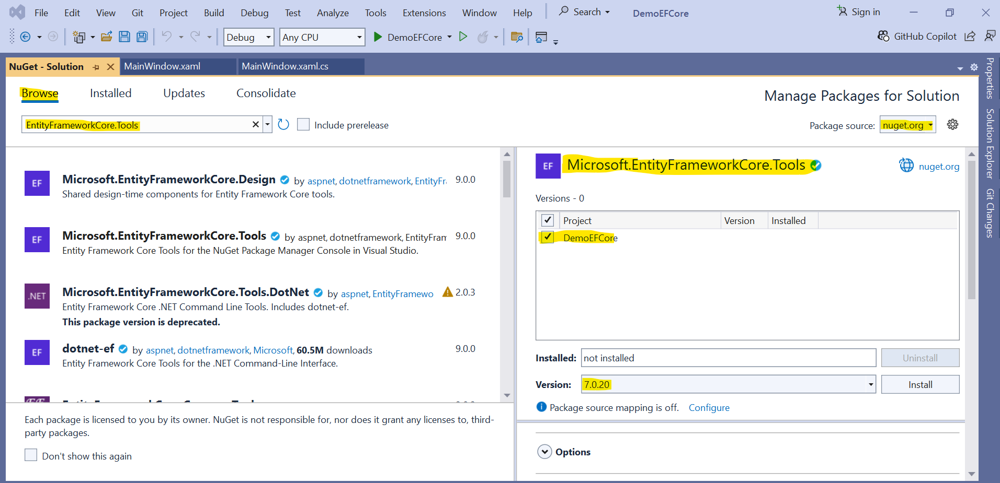 File Edit View Git Project Build Debug Test Analyze Tools Extensions Window Help Search DemoEFCore Sign in
Debug Any CPU DemoEFCore GitHub Copilot
NuGet - Solution MainWindow.xaml MainWindow.xaml.cs
Properties
Solution Explorer
Git Changes
Browse Installed Updates Consolidate
Manage Packages for Solution
EntityFrameworkCore.Tools Include prerelease
Package source: nuget.org
EF Microsoft.EntityFrameworkCore.Design by aspnet, dotnetframework, EntityFr 9.0.0
Shared design-time components for Entity Framework Core tools.
EF Microsoft.EntityFrameworkCore.Tools by aspnet, dotnetframework, EntityFram 9.0.0
Entity Framework Core Tools for the NuGet Package Manager Console in Visual Studio.
.NET Microsoft.EntityFrameworkCore.Tools.DotNet by aspnet, EntityFramewo 2.0.3
Entity Framework Core .NET Command Line Tools. Includes dotnet-ef.
This package version is deprecated.
EF dotnet-ef by aspnet, dotnetframework, Microsoft, 60.5M downloads 9.0.0
Entity Framework Core Tools for the .NET Command-Line Interface.
Each package is licensed to you by its owner. NuGet is not responsible for, nor does it grant any licenses to, third-
party packages.
Don't show this again
EF Microsoft.EntityFrameworkCore.Tools nuget.org
Versions - 0
Project Version Installed
DemoEFCore
Installed: not installed Uninstall
Version: 7.0.20 Install
Package source mapping is off. Configure
Options